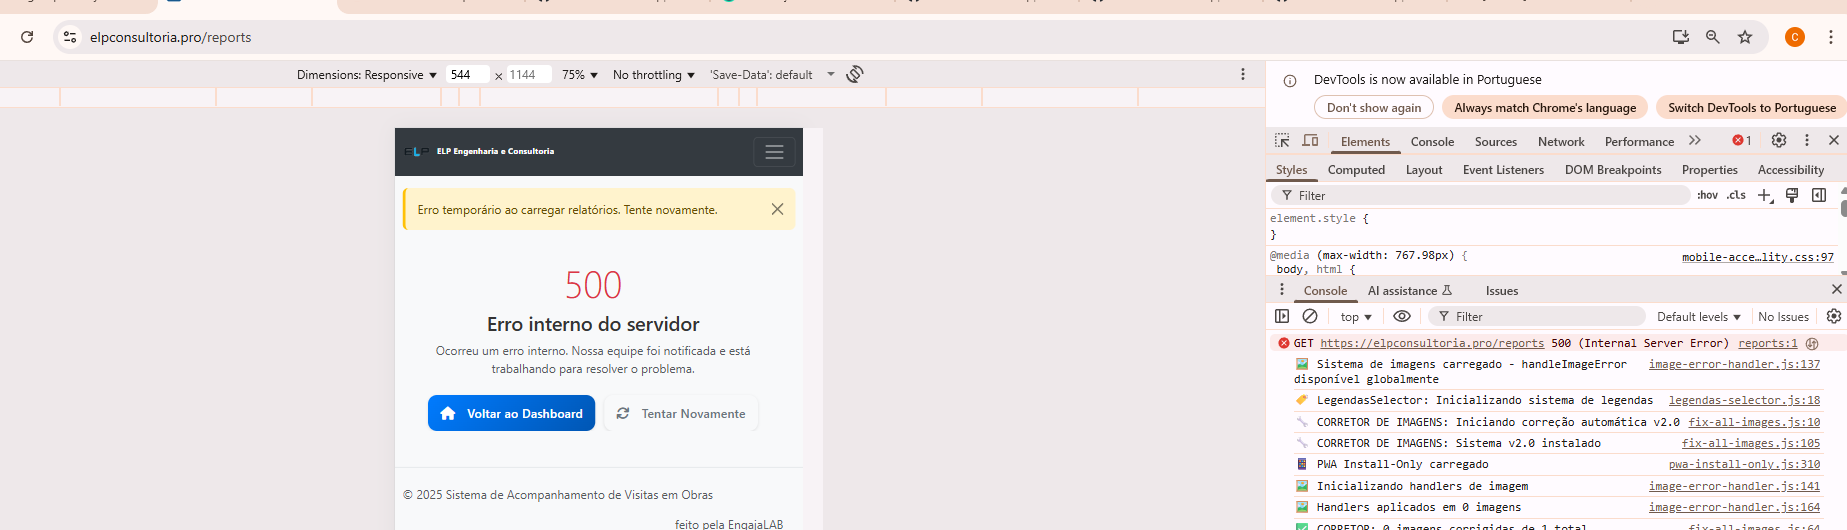 elpconsultoria.pro/reports
C
Dimensions: Responsive 544 × 1144 75% No throttling 'Save-Data': default
DevTools is now available in Portuguese
Don't show again Always match Chrome's language Switch DevTools to Portuguese
Elements Console Sources Network Performance 1
Styles Computed Layout Event Listeners DOM Breakpoints Properties Accessibility
Filter :hov .cls
element.style {
}
@media (max-width: 767.98px) { mobile-acce…lity.css:97
body, html {
ELP ELP Engenharia e Consultoria
Erro temporário ao carregar relatórios. Tente novamente.
500
Erro interno do servidor
Ocorreu um erro interno. Nossa equipe foi notificada e está
trabalhando para resolver o problema.
Voltar ao Dashboard Tentar Novamente
© 2025 Sistema de Acompanhamento de Visitas em Obras
feito pela EngajaLAB
Console AI assistance Issues
top Filter Default levels No Issues
GET https://elpconsultoria.pro/reports 500 (Internal Server Error) reports:1
Sistema de imagens carregado - handleImageError image-error-handler.js:137
disponível globalmente
LegendasSelector: Inicializando sistema de legendas legendas-selector.js:18
CORRETOR DE IMAGENS: Iniciando correção automática v2.0 fix-all-images.js:10
CORRETOR DE IMAGENS: Sistema v2.0 instalado fix-all-images.js:105
PWA Install-Only carregado pwa-install-only.js:310
Inicializando handlers de imagem image-error-handler.js:141
Handlers aplicados em 0 imagens image-error-handler.js:164
CORRETOR: 0 imagens corrigidas de 1 total fix-all-images.js:64